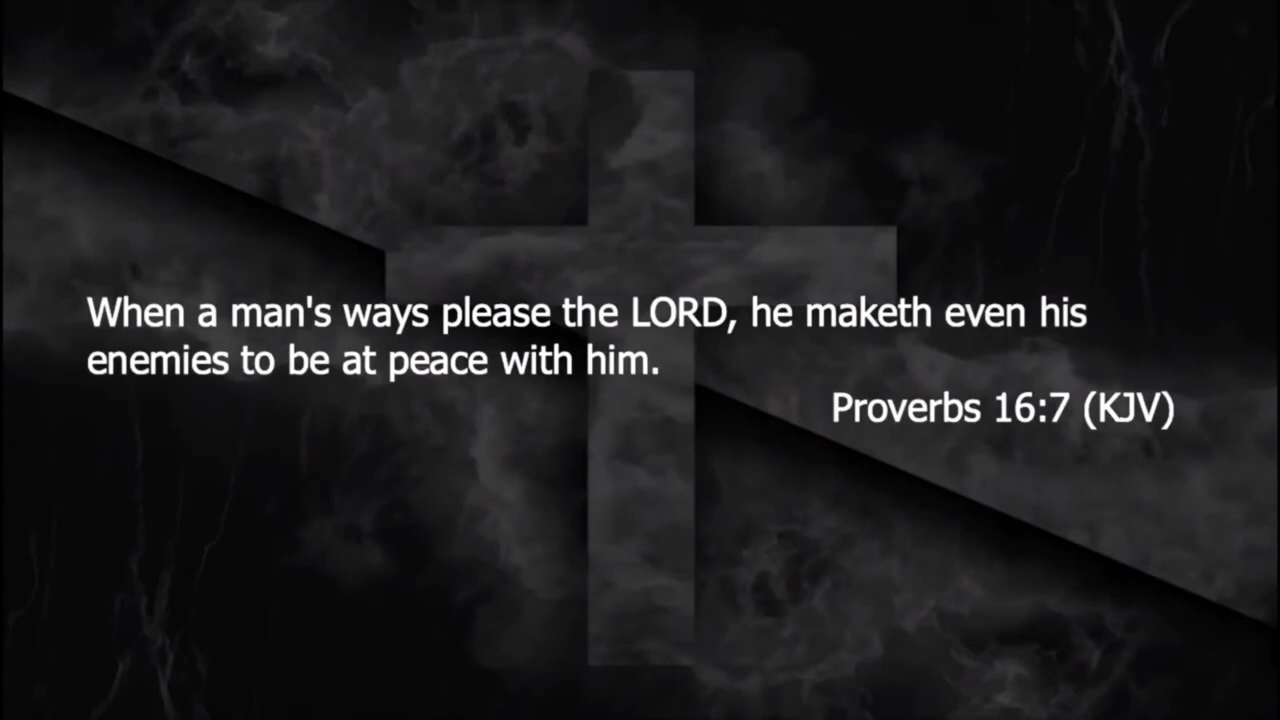 When a man's ways please the LORD, he maketh even his
enemies to be at peace with him.
Proverbs 16:7 (KJV)